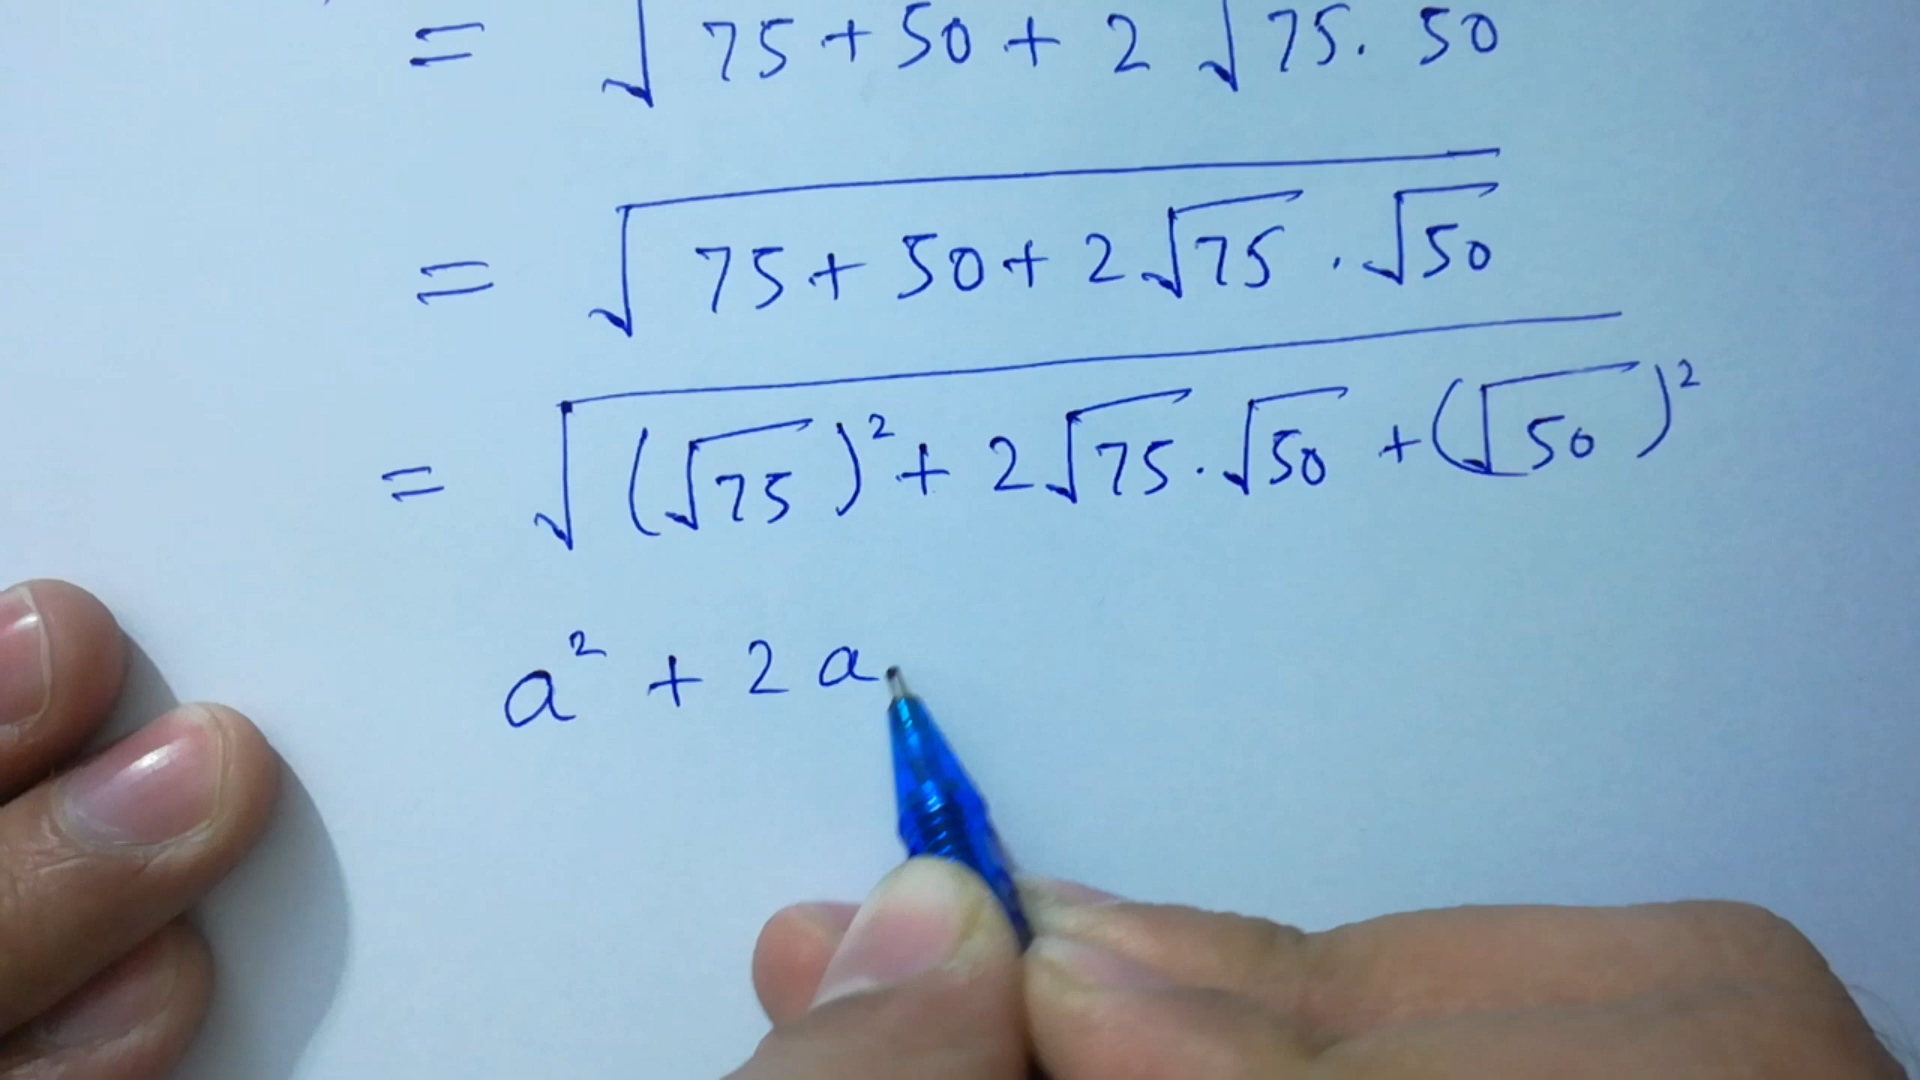 = √75+50+2√75.50
= √75+50+2√75 .√50
= √(√75)²+2√75.√50+(√50)²
a² + 2a